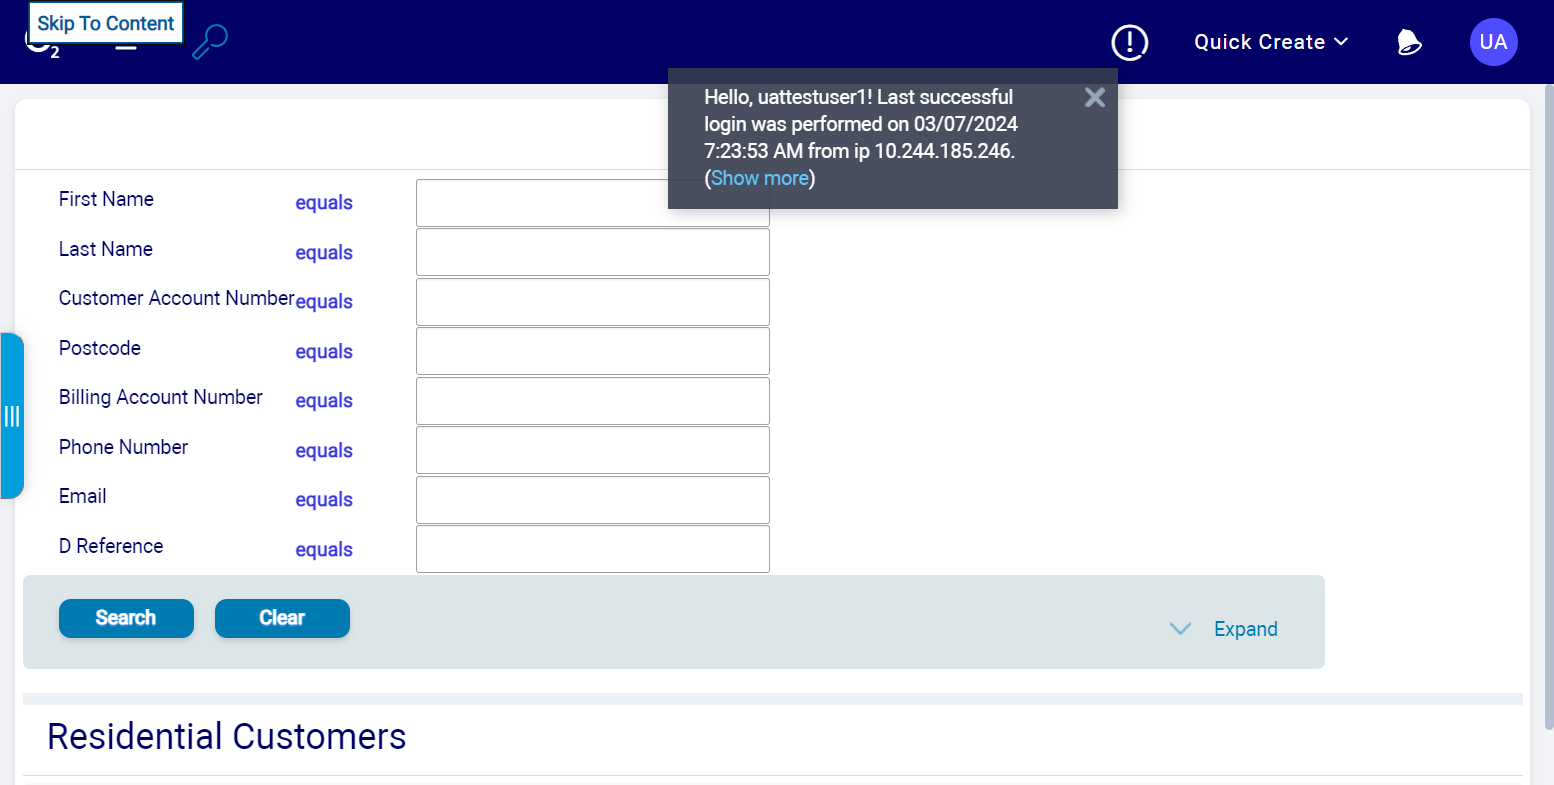 Skip To Content
2
Quick Create
UA
Hello, uattestuser1! Last successful
login was performed on 03/07/2024
7:23:53 AM from ip 10.244.185.246.
(Show more)
First Name equals
Last Name equals
Customer Account Number equals
Postcode equals
Billing Account Number equals
Phone Number equals
Email equals
D Reference equals
Search Clear
Expand
Residential Customers